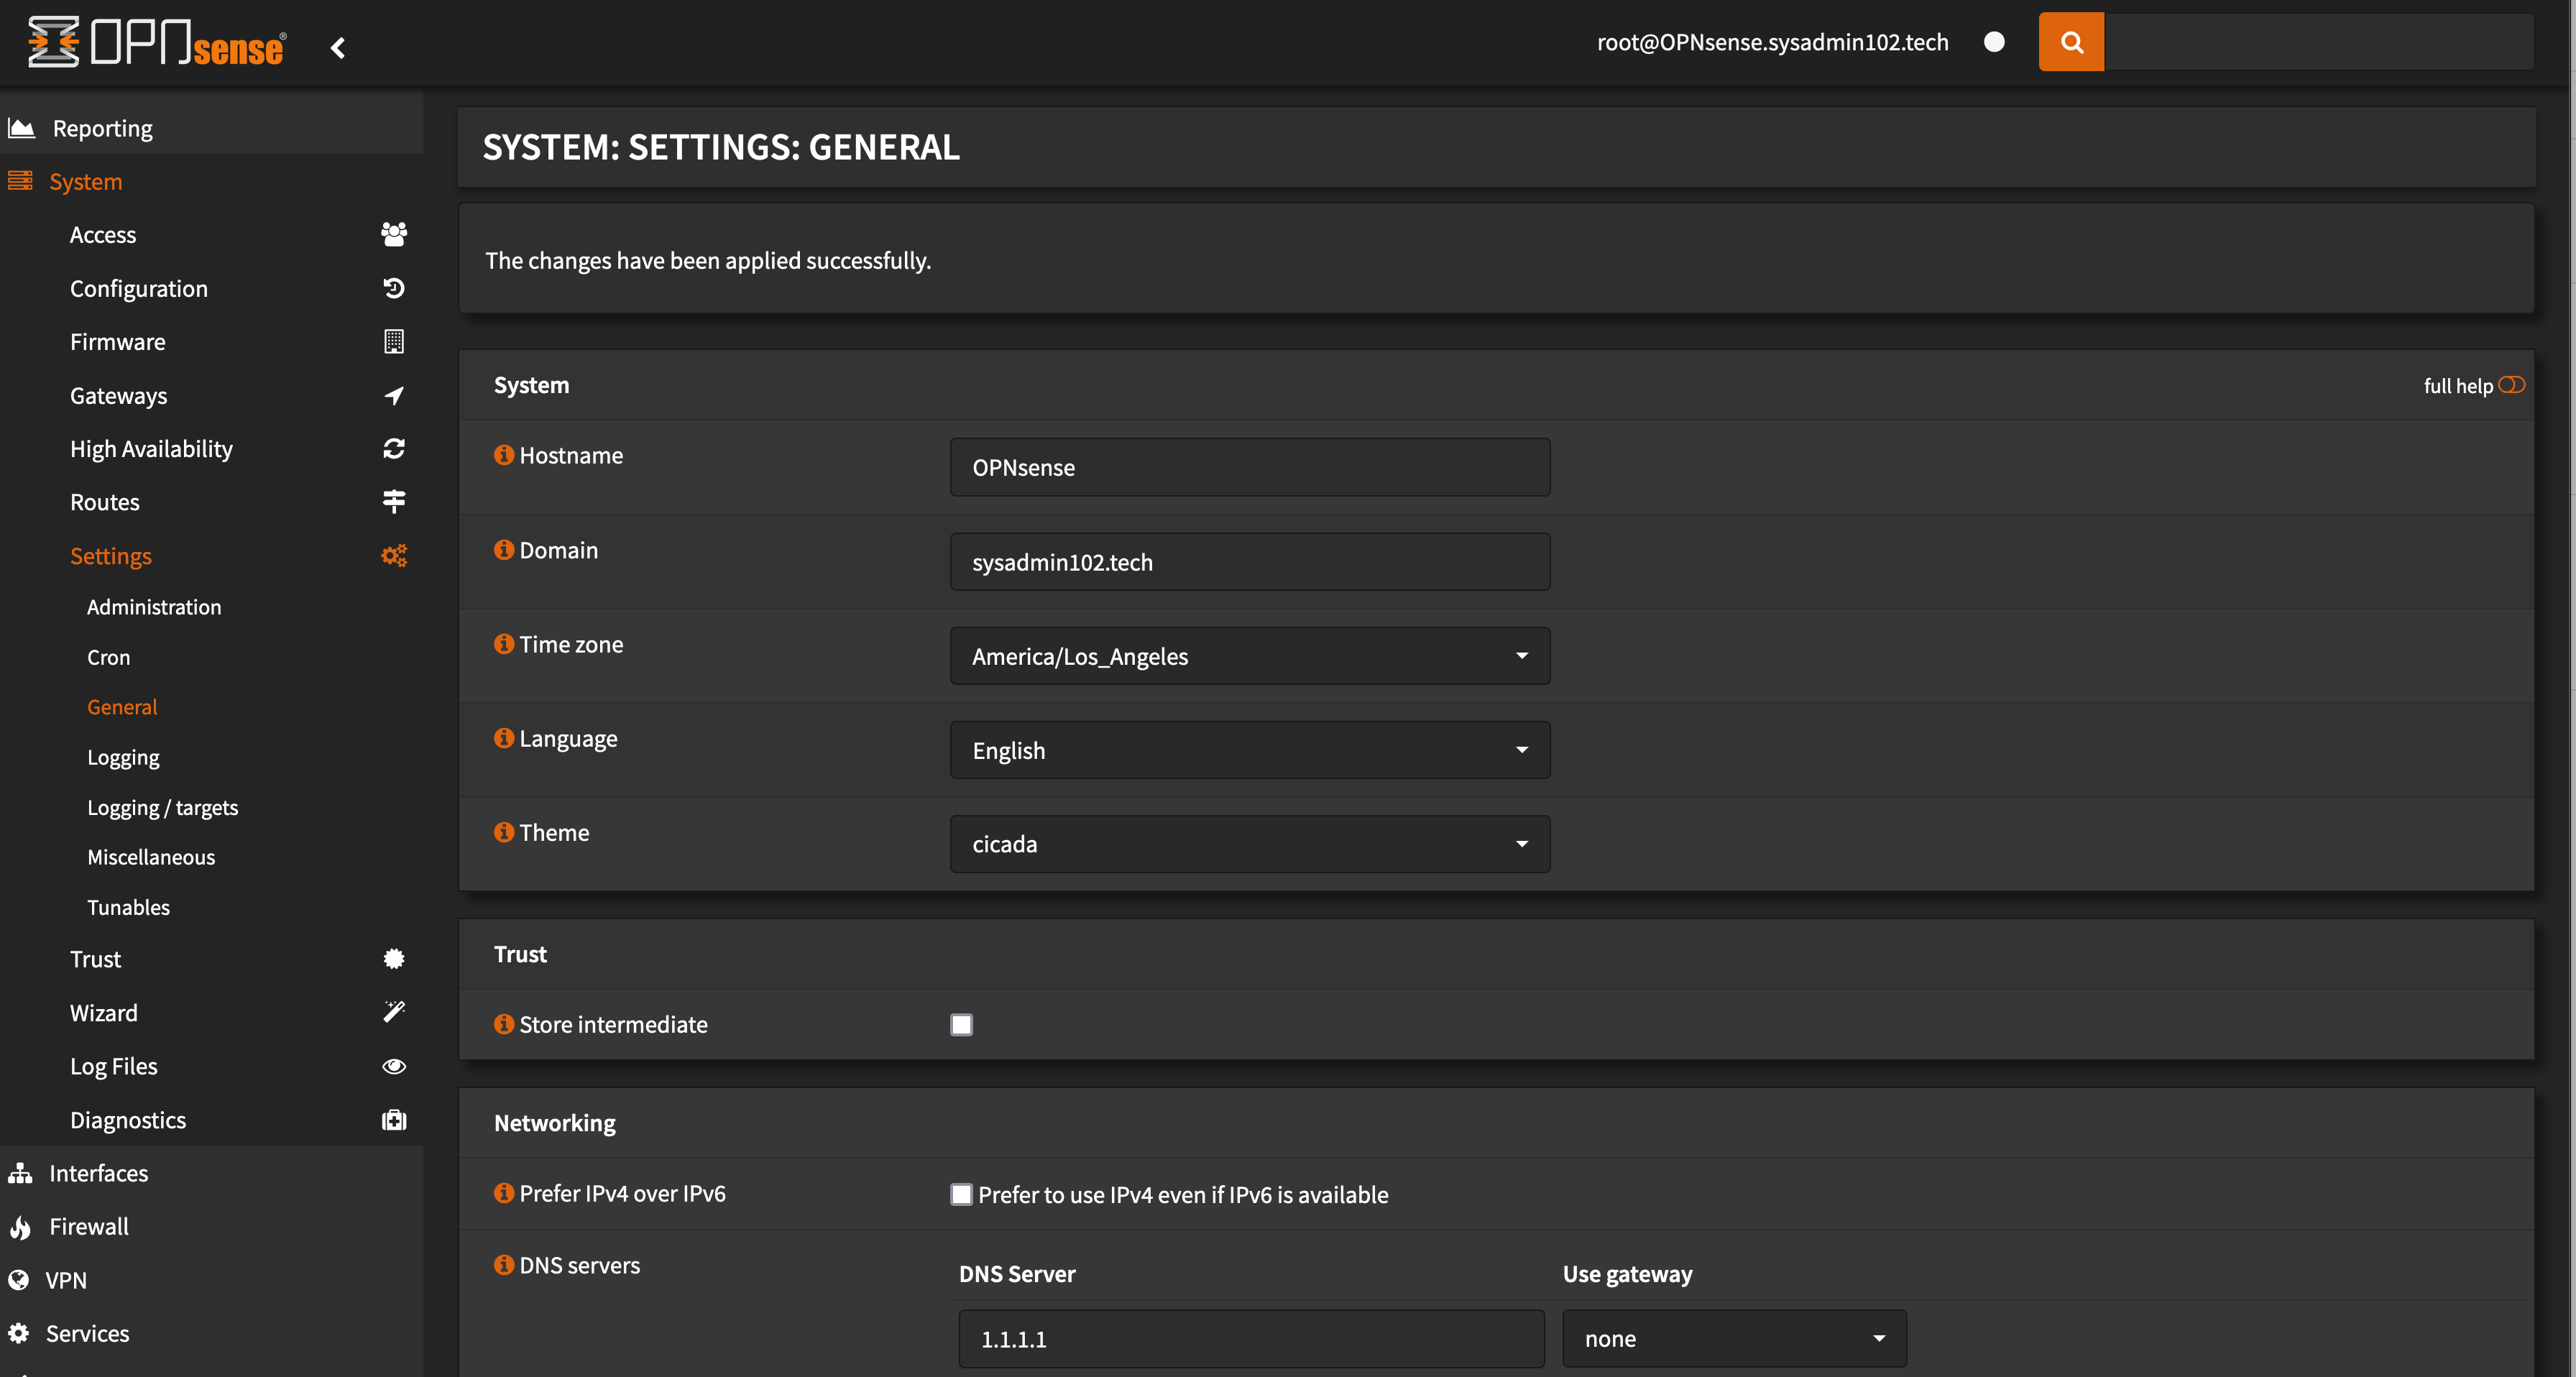 OPNsense®
root@OPNsense.sysadmin102.tech
Reporting
System
Access
Configuration
Firmware
Gateways
High Availability
Routes
Settings
Administration
Cron
General
Logging
Logging / targets
Miscellaneous
Tunables
Trust
Wizard
Log Files
Diagnostics
Interfaces
Firewall
VPN
Services
SYSTEM: SETTINGS: GENERAL
The changes have been applied successfully.
System
full help
Hostname
OPNsense
Domain
sysadmin102.tech
Time zone
America/Los_Angeles
Language
English
Theme
cicada
Trust
Store intermediate
Networking
Prefer IPv4 over IPv6
Prefer to use IPv4 even if IPv6 is available
DNS servers
DNS Server
Use gateway
1.1.1.1
none